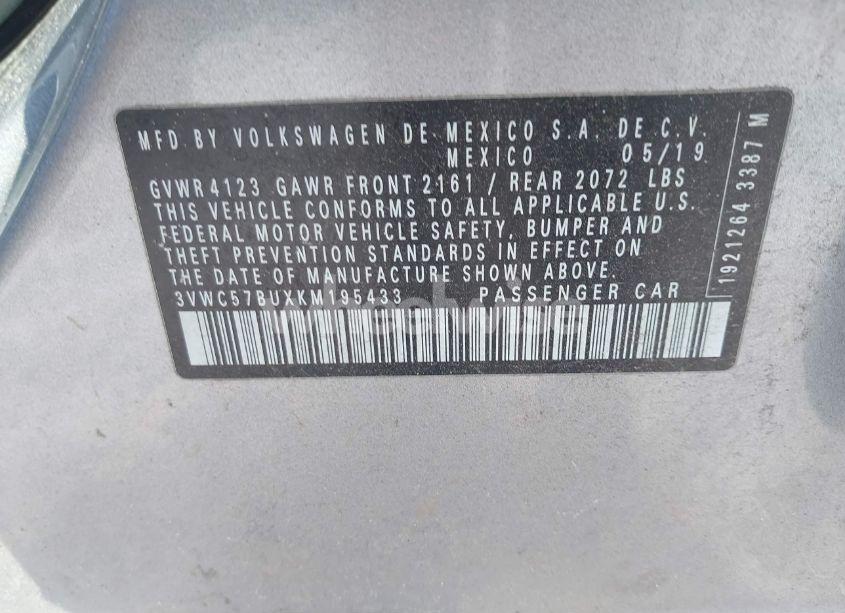 MFD. BY VOLKSWAGEN DE MEXICO S.A. DE C.V.
MEXICO 05/19
GVWR 4123 GAWR FRONT 2161 / REAR 2072 LBS
THIS VEHICLE CONFORMS TO ALL APPLICABLE U.S.
FEDERAL MOTOR VEHICLE SAFETY, BUMPER AND
THEFT PREVENTION STANDARDS IN EFFECT ON
THE DATE OF MANUFACTURE SHOWN ABOVE.
3VWC57BUXKM195433 PASSENGER CAR
1921264 3387 M